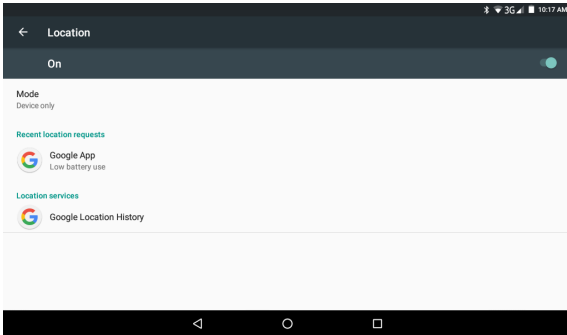 3G 10:17 AM
Location
On
Mode
Device only
Recent location requests
Google App
Low battery use
Location services
Google Location History